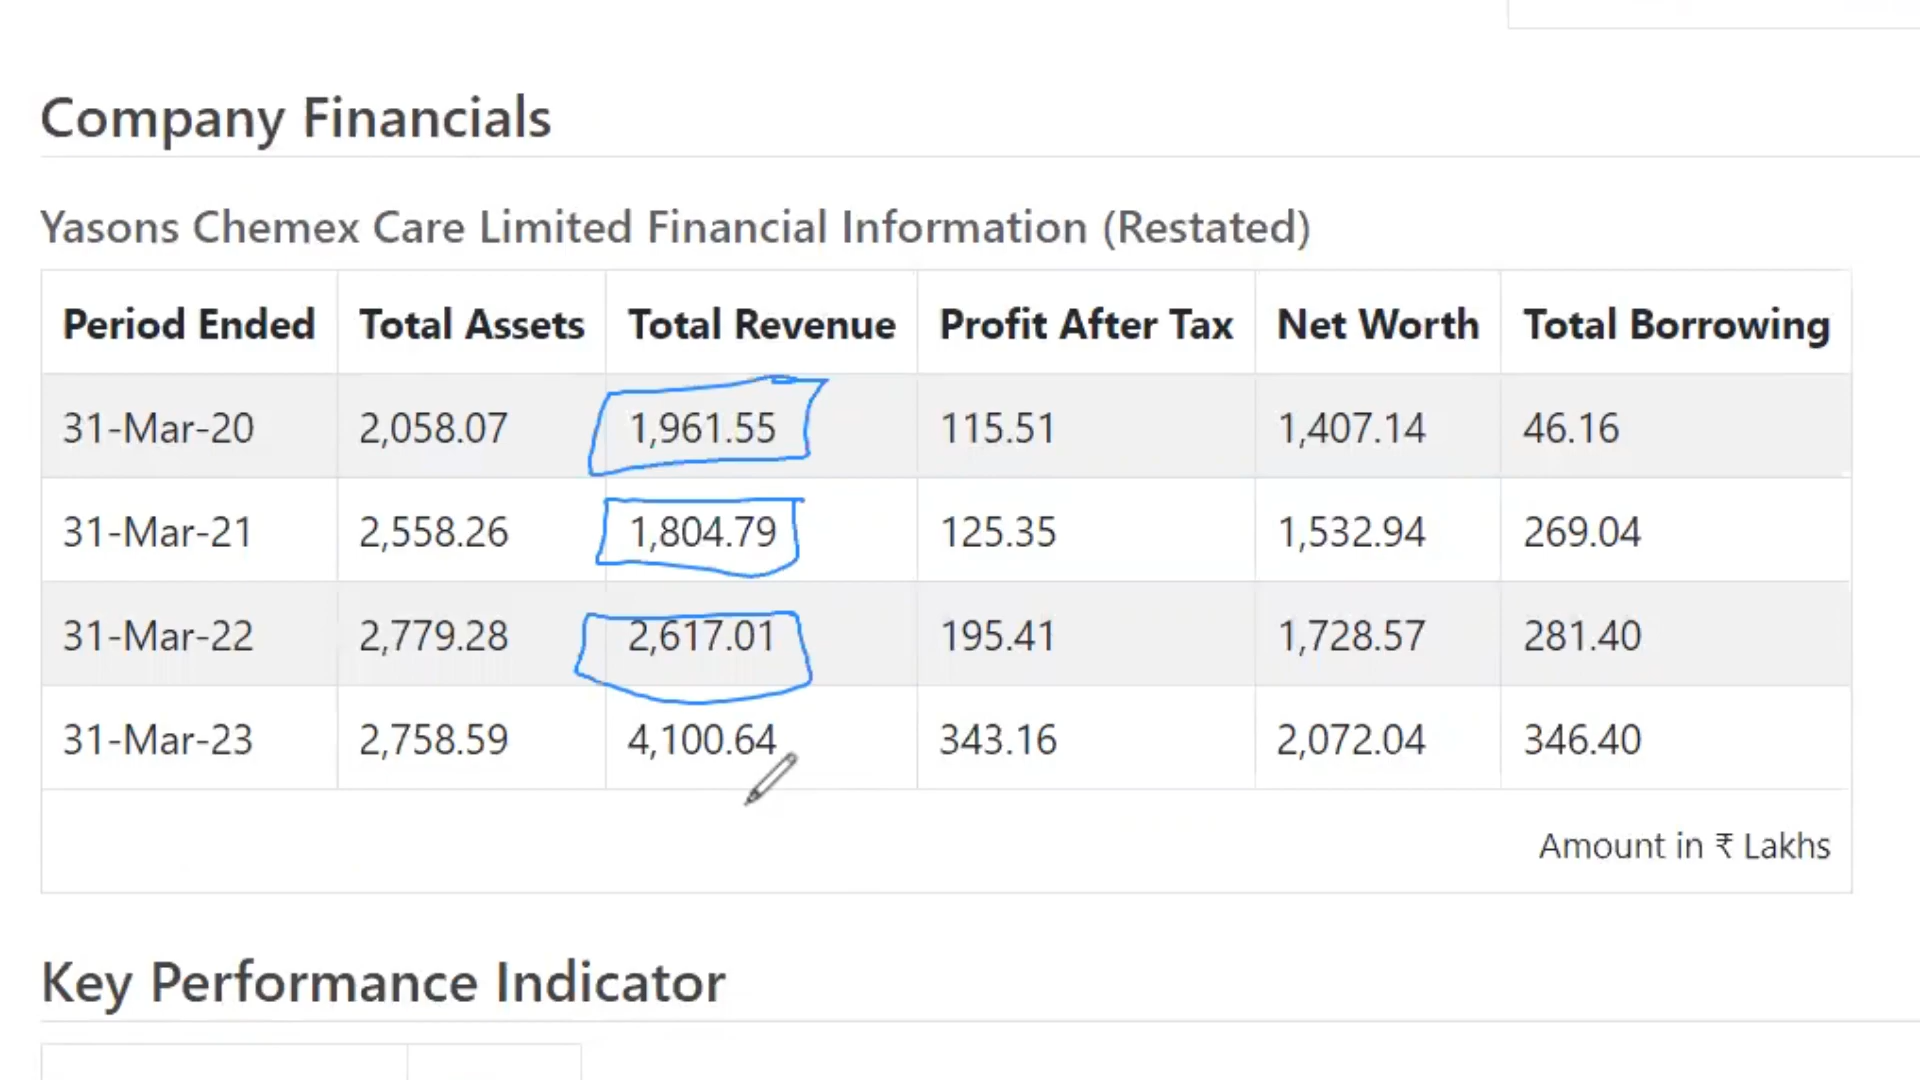 Company Financials
Yasons Chemex Care Limited Financial Information (Restated)
Period Ended Total Assets Total Revenue Profit After Tax Net Worth Total Borrowing
31-Mar-20 2,058.07 1,961.55 115.51 1,407.14 46.16
31-Mar-21 2,558.26 1,804.79 125.35 1,532.94 269.04
31-Mar-22 2,779.28 2,617.01 195.41 1,728.57 281.40
31-Mar-23 2,758.59 4,100.64 343.16 2,072.04 346.40
Amount in ₹ Lakhs
Key Performance Indicator